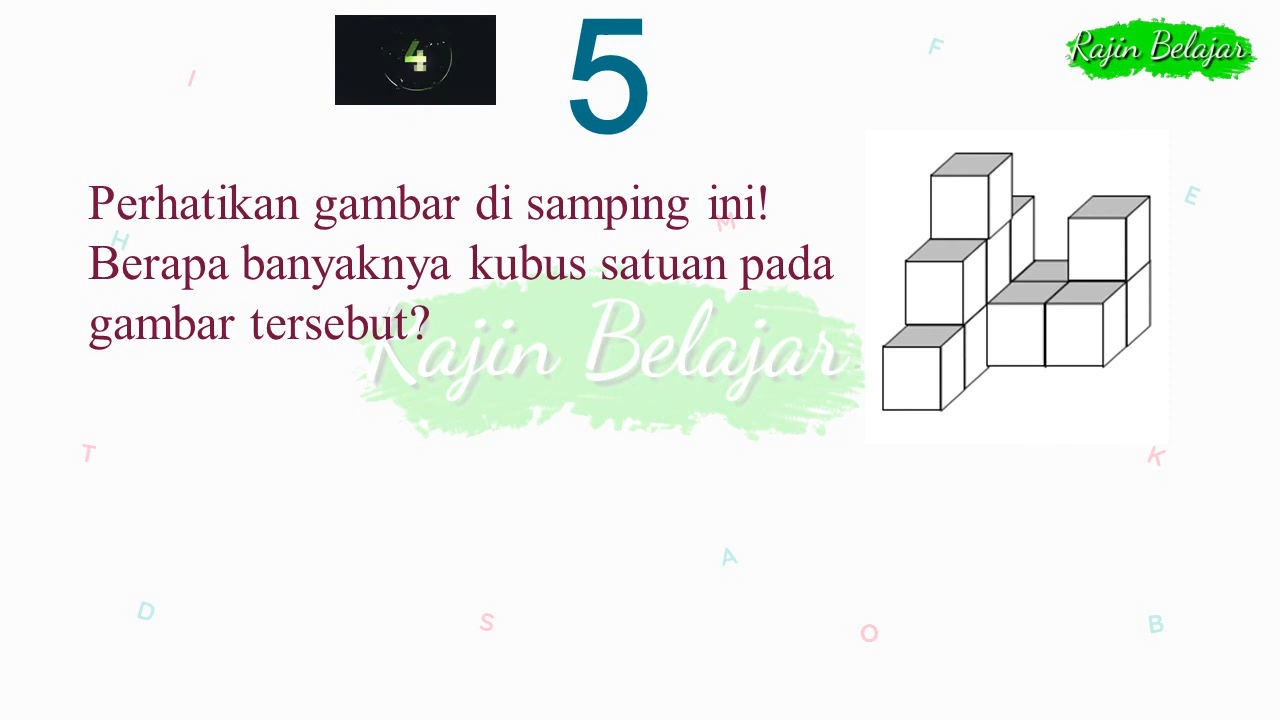 4
5
Rajin Belajar
F
I
E
Perhatikan gambar di samping ini!
M
H
Berapa banyaknya kubus satuan pada
gambar tersebut?
Rajin Belajar
T
K
A
D
S
O
B